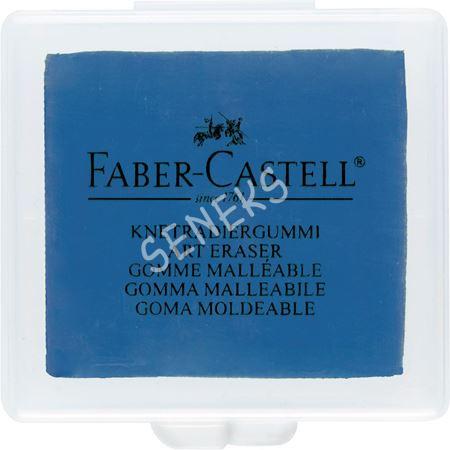 FABER-CASTELL®
since 1761
KNETRADIERGUMMI
ART ERASER
GOMME MALLÉABLE
GOMMA MALLEABILE
GOMA MOLDEABLE
SENEKS